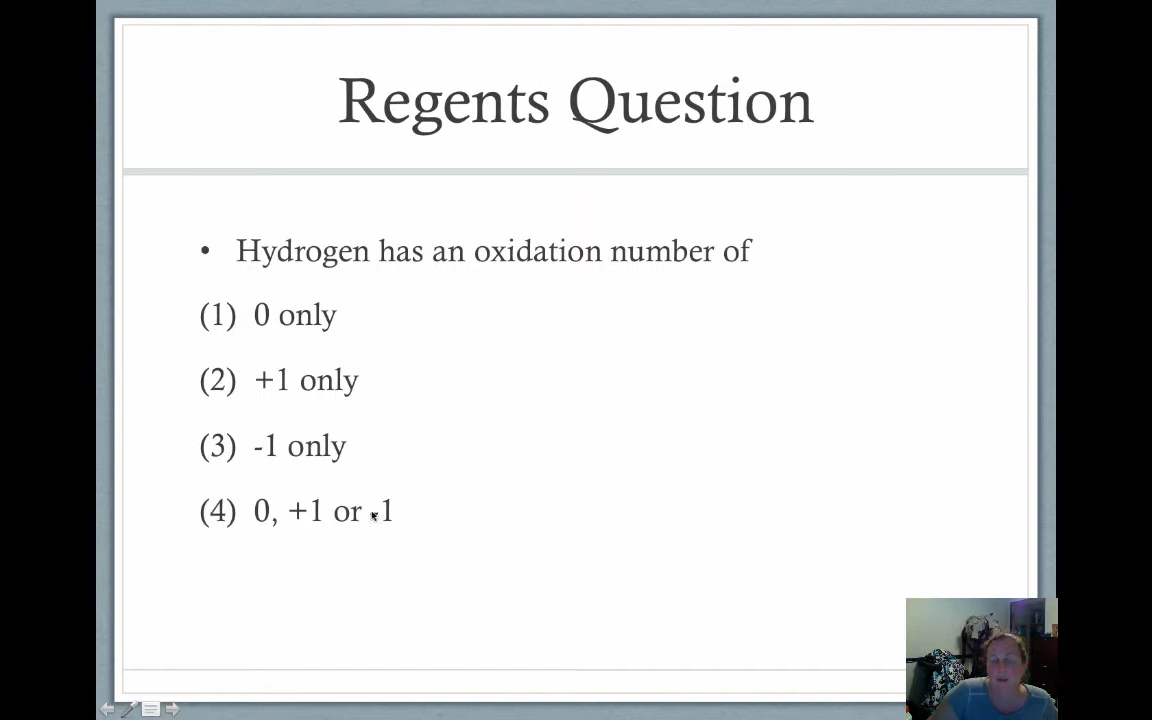 Regents Question
• Hydrogen has an oxidation number of
(1) 0 only
(2) +1 only
(3) -1 only
(4) 0, +1 or -1